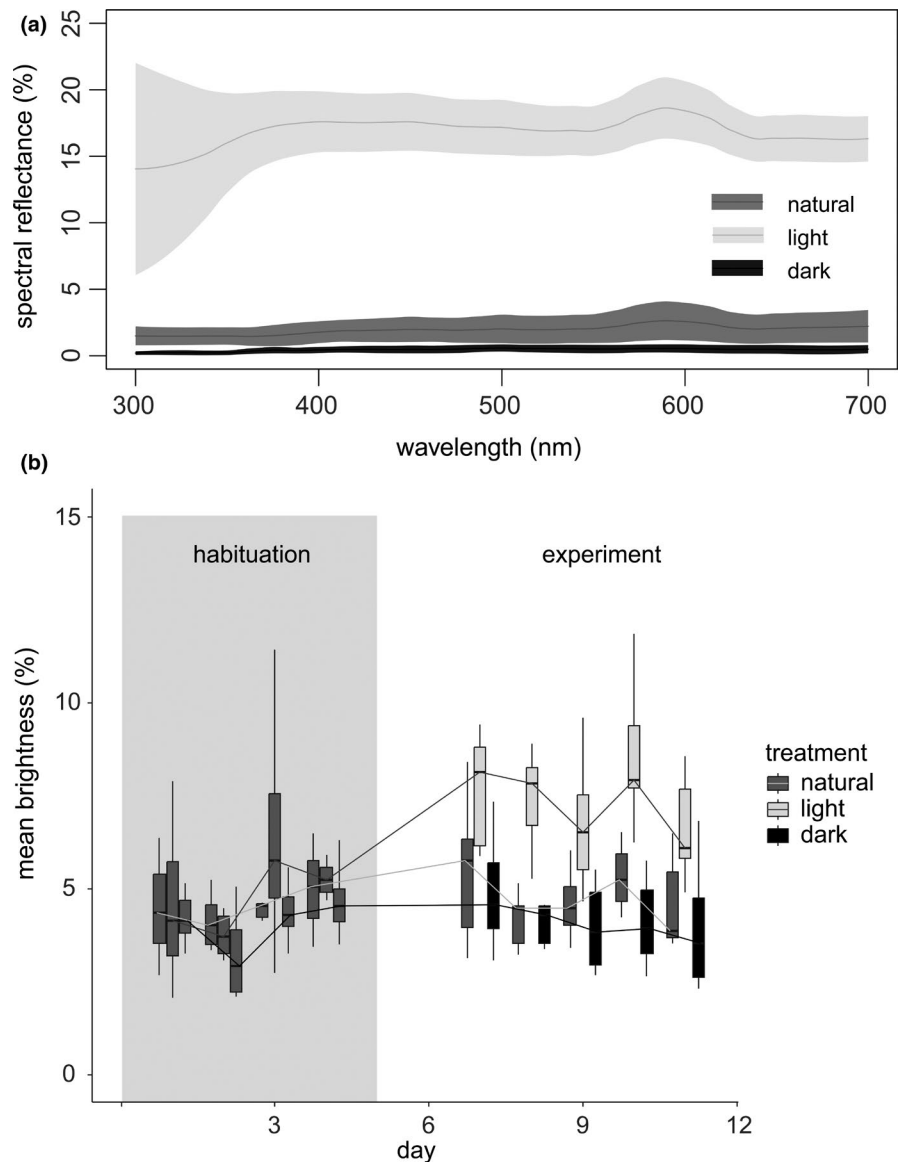 (a)
25
20
15
10
5
0
spectral reflectance (%)
natural
light
dark
300 400 500 600 700
wavelength (nm)
(b)
15
10
5
0
mean brightness (%)
habituation experiment
treatment
natural
light
dark
3 6 9 12
day